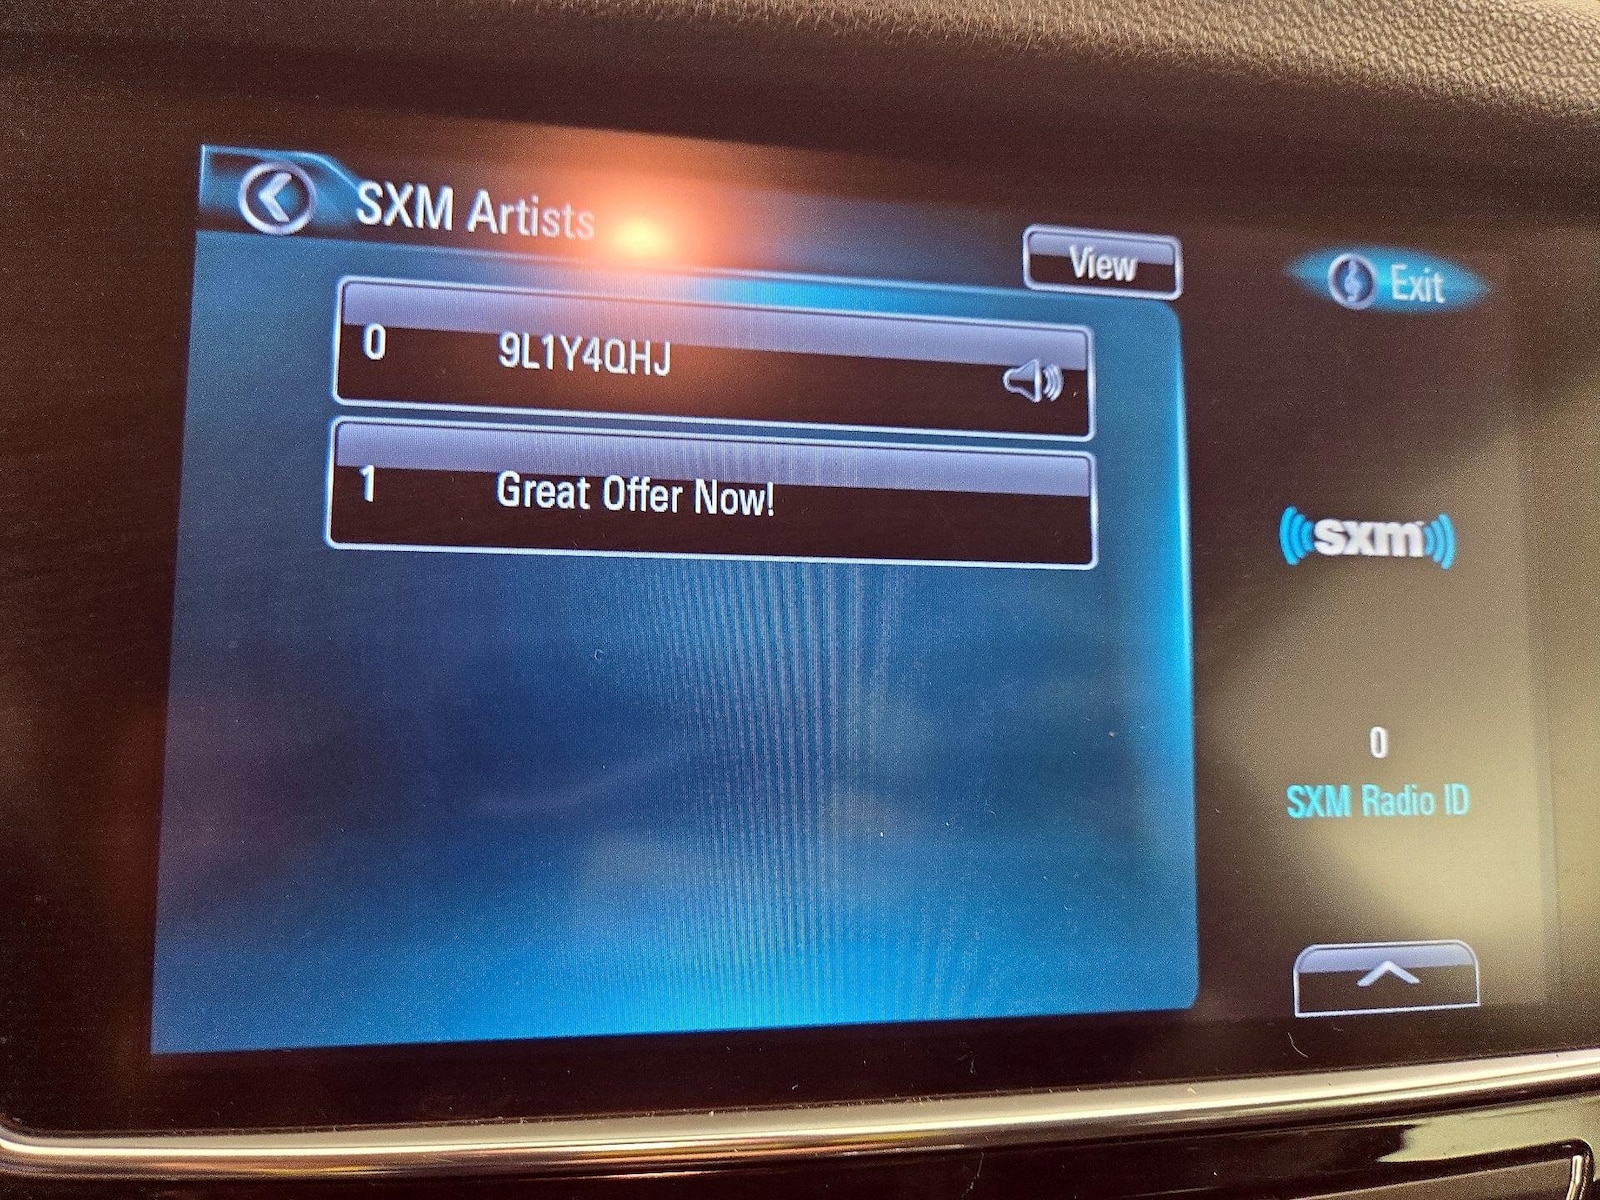 SXM Artists
View
Exit
0 9L1Y4QHJ
1 Great Offer Now!
sxm
0
SXM Radio ID